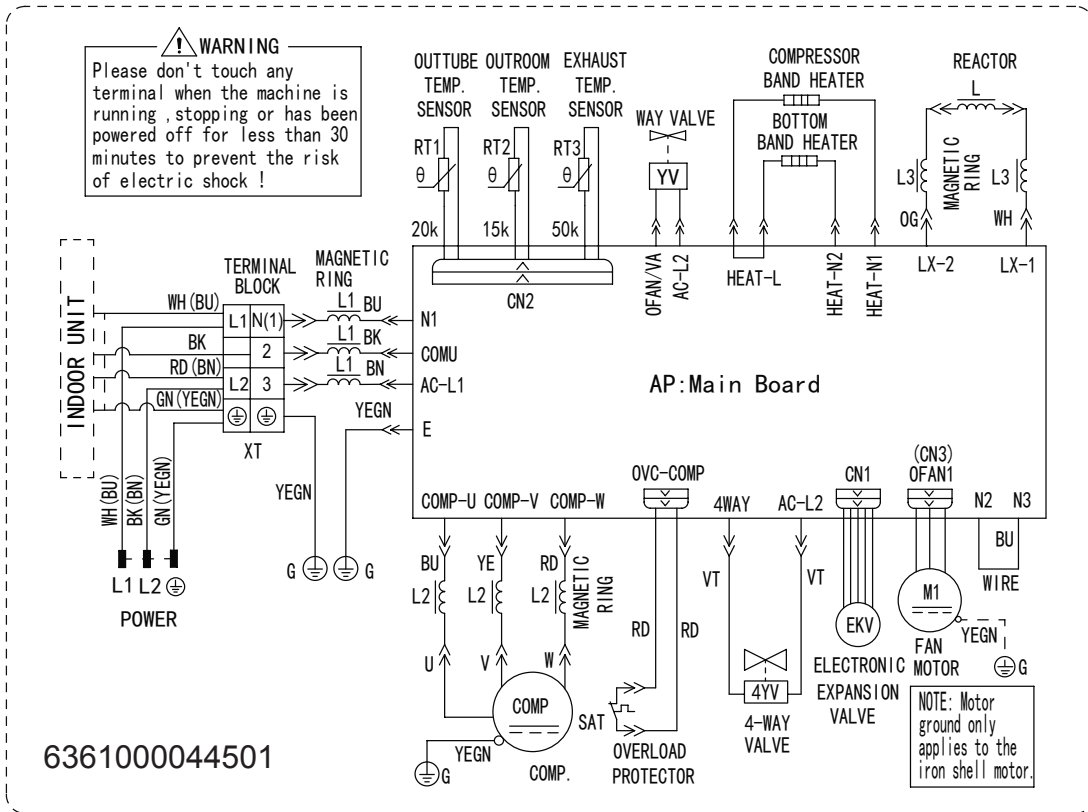 WARNING
Please don't touch any
terminal when the machine is
running ,stopping or has been
powered off for less than 30
minutes to prevent the risk
of electric shock !
OUTTUBE OUTROOM EXHAUST
TEMP. TEMP. TEMP.
SENSOR SENSOR SENSOR
RT1 RT2 RT3
θ θ θ
20k 15k 50k
CN2
WAY VALVE
YV
OFAN/VA
AC-L2
COMPRESSOR
BAND HEATER
BOTTOM
BAND HEATER
HEAT-L
HEAT-N2
HEAT-N1
REACTOR
L
L3
MAGNETIC
RING
L3
OG WH
LX-2 LX-1
INDOOR UNIT
WH(BU)
BK
RD(BN)
GN(YEGN)
TERMINAL
BLOCK
L1 N(1)
2
L2 3
XT
MAGNETIC
RING
L1 BU
L1 BK
L1 BN
N1
COMU
AC-L1
YEGN
E
AP:Main Board
WH(BU)
BK(BN)
GN(YEGN)
L1 L2
POWER
YEGN
G G
COMP-U COMP-V COMP-W
BU YE RD
L2 L2 L2
MAGNETIC
RING
U V W
COMP
YEGN
G
COMP.
OVC-COMP
RD RD
SAT
OVERLOAD
PROTECTOR
4WAY AC-L2
VT VT
4YV
4-WAY
VALVE
CN1
EKV
ELECTRONIC
EXPANSION
VALVE
(CN3)
OFAN1
M1
FAN
MOTOR
YEGN
G
N2 N3
BU
WIRE
NOTE: Motor
ground only
applies to the
iron shell motor.
6361000044501